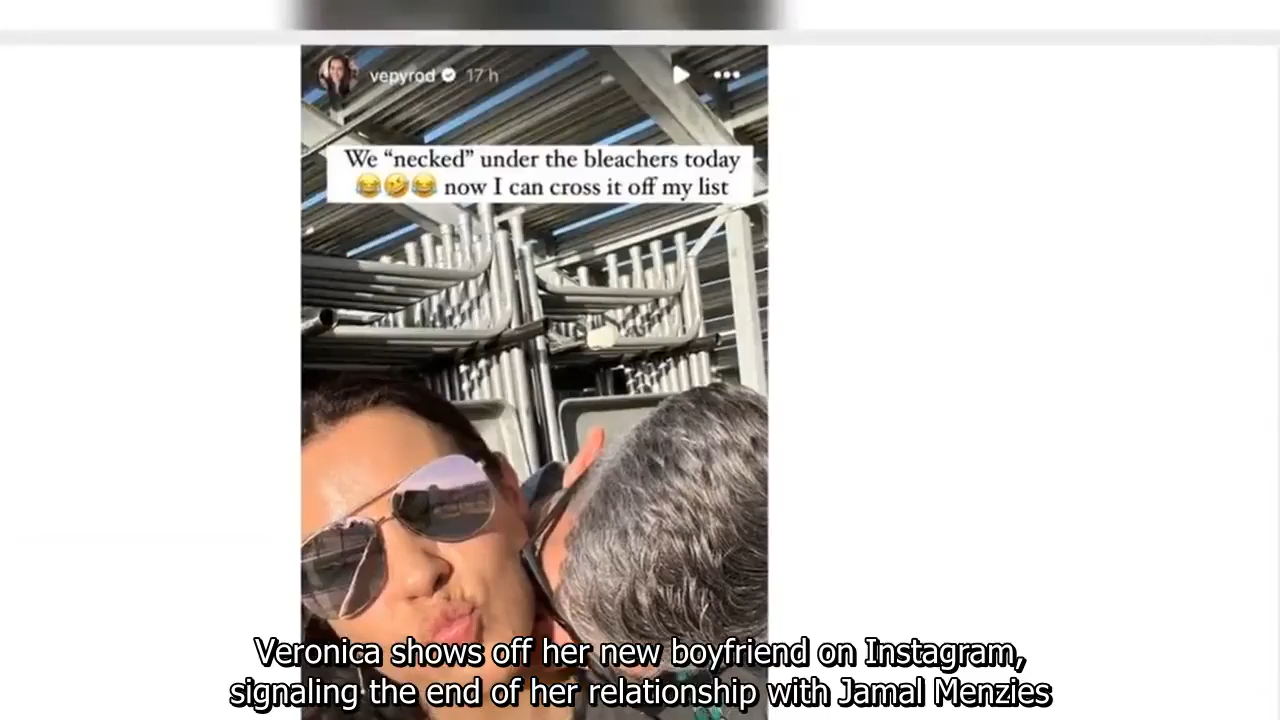 vepyrod 17 h
We “necked” under the bleachers today
😂🤣😂 now I can cross it off my list
Veronica shows off her new boyfriend on Instagram,
signaling the end of her relationship with Jamal Menzies